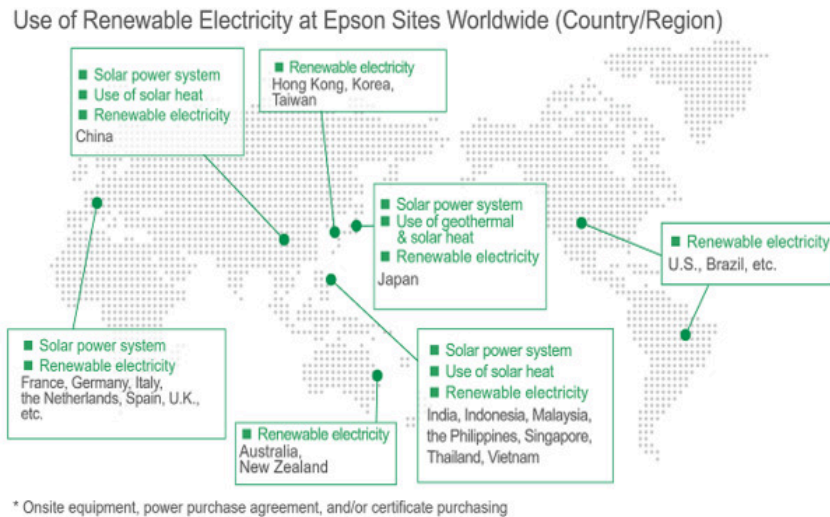 Use of Renewable Electricity at Epson Sites Worldwide (Country/Region)
■ Solar power system
■ Use of solar heat
■ Renewable electricity
China
■ Renewable electricity
Hong Kong, Korea,
Taiwan
■ Solar power system
■ Use of geothermal
& solar heat
■ Renewable electricity
Japan
■ Renewable electricity
U.S., Brazil, etc.
■ Solar power system
■ Renewable electricity
France, Germany, Italy,
the Netherlands, Spain, U.K.,
etc.
■ Renewable electricity
Australia,
New Zealand
■ Solar power system
■ Use of solar heat
■ Renewable electricity
India, Indonesia, Malaysia,
the Philippines, Singapore,
Thailand, Vietnam
* Onsite equipment, power purchase agreement, and/or certificate purchasing